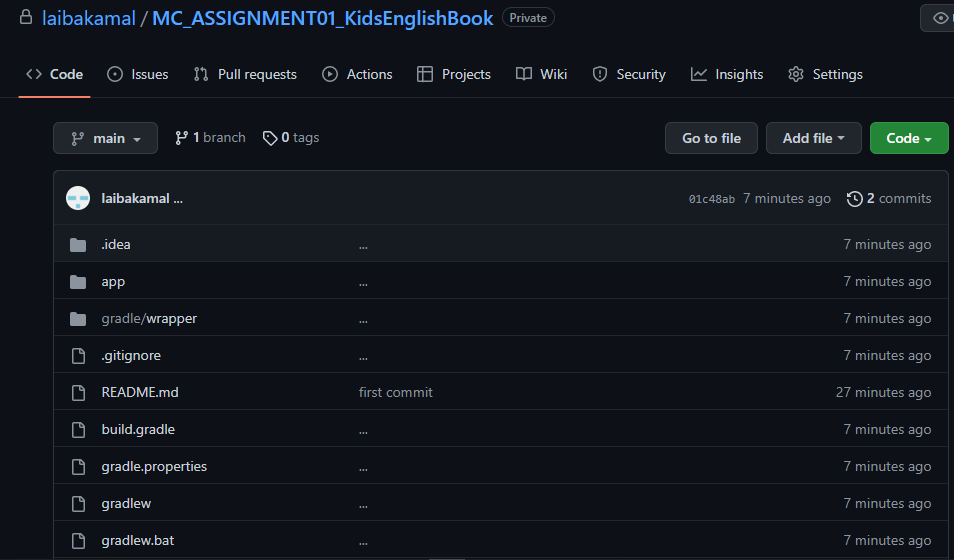 laibakamal / MC_ASSIGNMENT01_KidsEnglishBook Private
Code Issues Pull requests Actions Projects Wiki Security Insights Settings
main 1 branch 0 tags Go to file Add file Code
laibakamal ... 01c48ab 7 minutes ago 2 commits
.idea ... 7 minutes ago
app ... 7 minutes ago
gradle/wrapper ... 7 minutes ago
.gitignore ... 7 minutes ago
README.md first commit 27 minutes ago
build.gradle ... 7 minutes ago
gradle.properties ... 7 minutes ago
gradlew ... 7 minutes ago
gradlew.bat ... 7 minutes ago